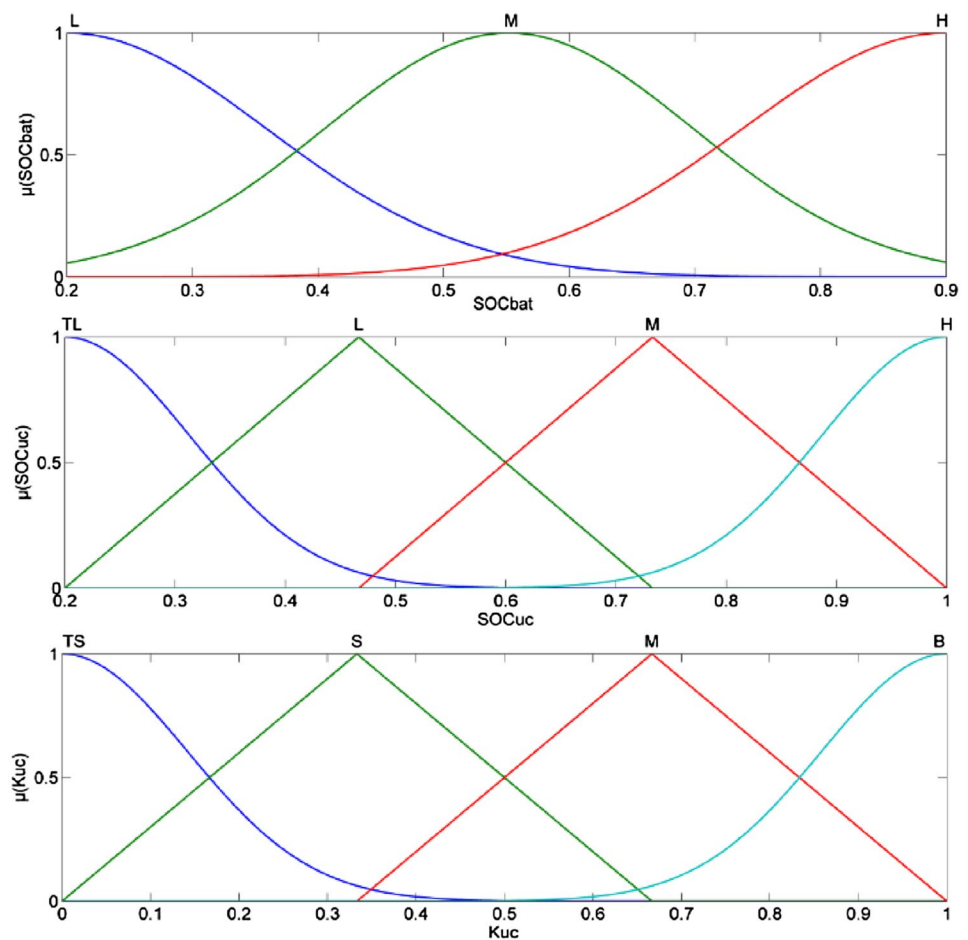 L M H
1
0.5
0
μ(SOCbat)
0.2 0.3 0.4 0.5 0.6 0.7 0.8 0.9
SOCbat
TL L M H
1
0.5
0
μ(SOCuc)
0.2 0.3 0.4 0.5 0.6 0.7 0.8 0.9 1
SOCuc
TS S M B
1
0.5
0
μ(Kuc)
0 0.1 0.2 0.3 0.4 0.5 0.6 0.7 0.8 0.9 1
Kuc